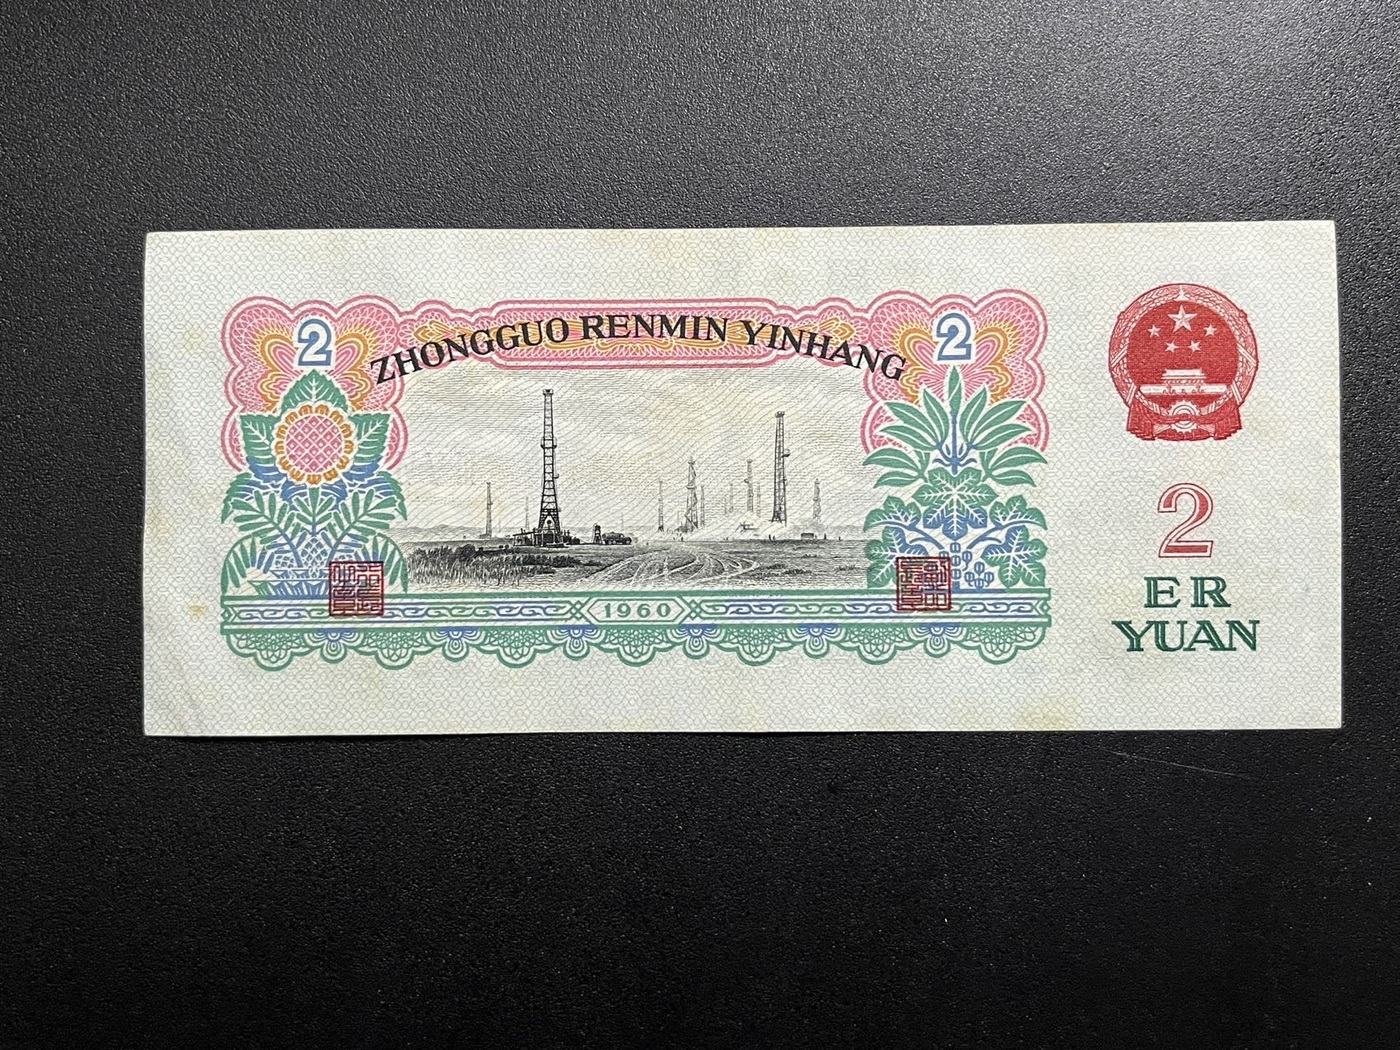 2
ZHONGGUO RENMIN YINHANG
2
1960
2
ER
YUAN